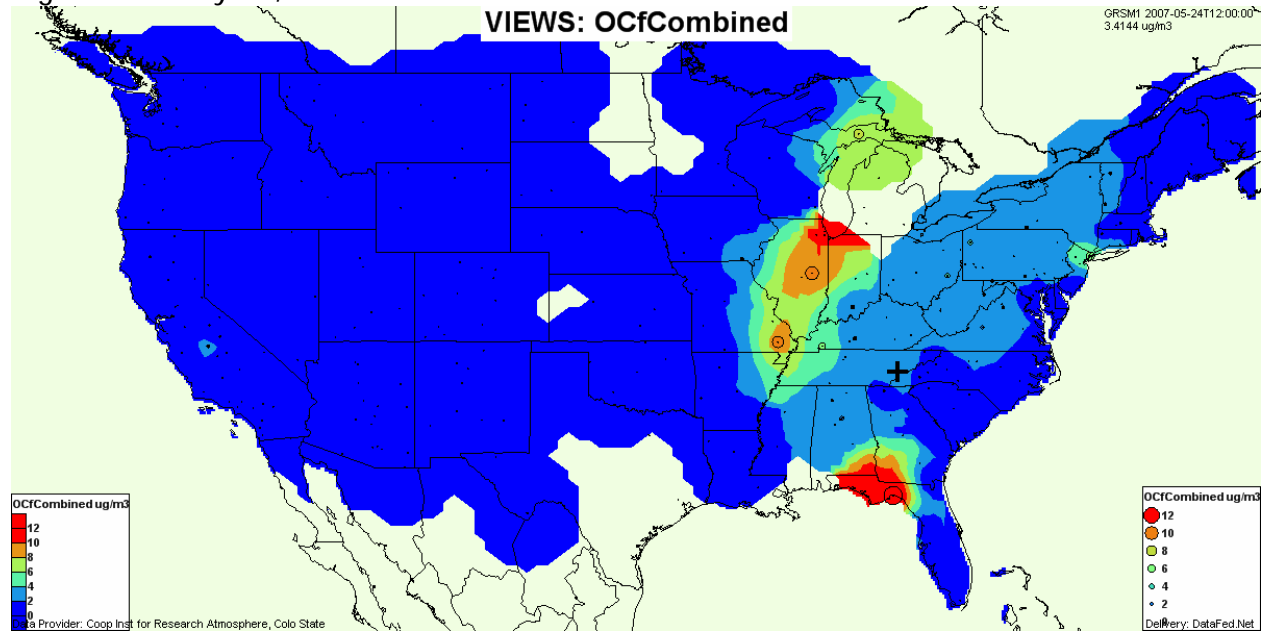 VIEWS: OCfCombined
GRSM1 2007-05-24T12:00:00
3.4144 ug/m3
OCfCombined ug/m3
12
10
8
6
4
2
0
Data Provider: Coop Inst for Research Atmosphere, Colo State
OCfCombined ug/m3
12
10
8
6
4
2
0
Delivery: DataFed.Net